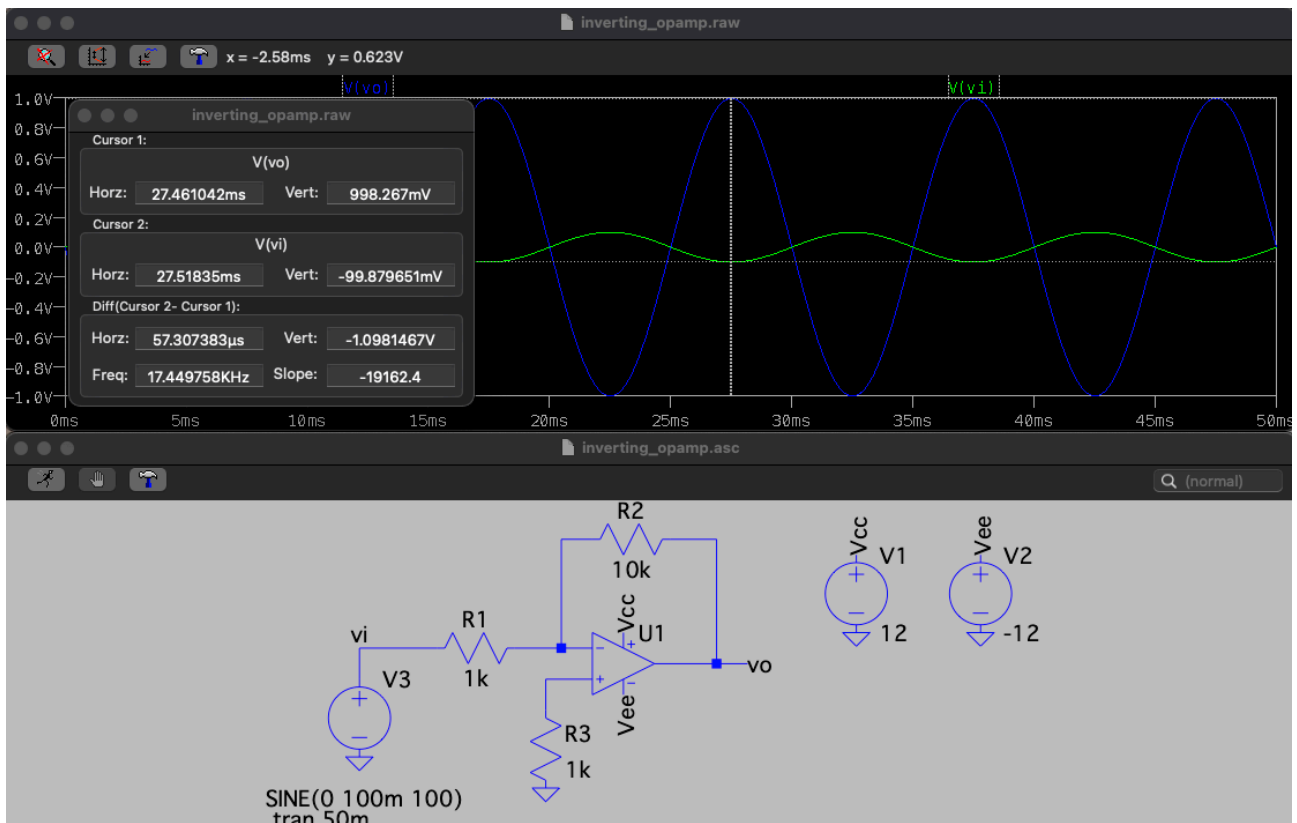 inverting_opamp.raw
x = -2.58ms y = 0.623V
V(vo) V(vi)
1.0V
0.8V
0.6V
0.4V
0.2V
0.0V
-0.2V
-0.4V
-0.6V
-0.8V
-1.0V
inverting_opamp.raw
Cursor 1:
V(vo)
Horz: 27.461042ms Vert: 998.267mV
Cursor 2:
V(vi)
Horz: 27.51835ms Vert: -99.879651mV
Diff(Cursor 2- Cursor 1):
Horz: 57.307383µs Vert: -1.0981467V
Freq: 17.449758KHz Slope: -19162.4
0ms 5ms 10ms 15ms 20ms 25ms 30ms 35ms 40ms 45ms 50ms
inverting_opamp.asc
(normal)
R2
10k
Vcc
V1
12
Vee
V2
-12
vi
R1
1k
Vcc
U1
- +
+ -
Vee
vo
V3
R3
1k
SINE(0 100m 100)
tran 50m